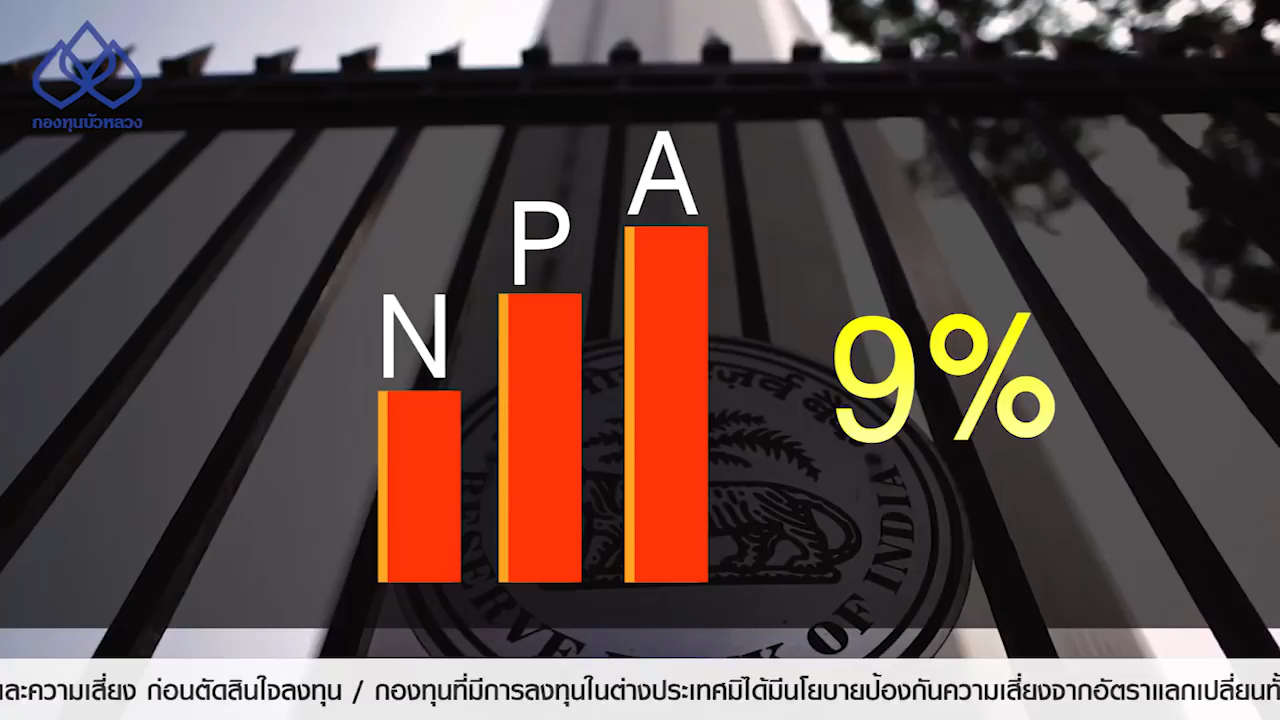 กองทุนบัวหลวง
N P A
9%
RESERVE BANK OF INDIA
และความเสี่ยง ก่อนตัดสินใจลงทุน / กองทุนที่มีการลงทุนในต่างประเทศมิได้มีนโยบายป้องกันความเสี่ยงจากอัตราแลกเปลี่ยน